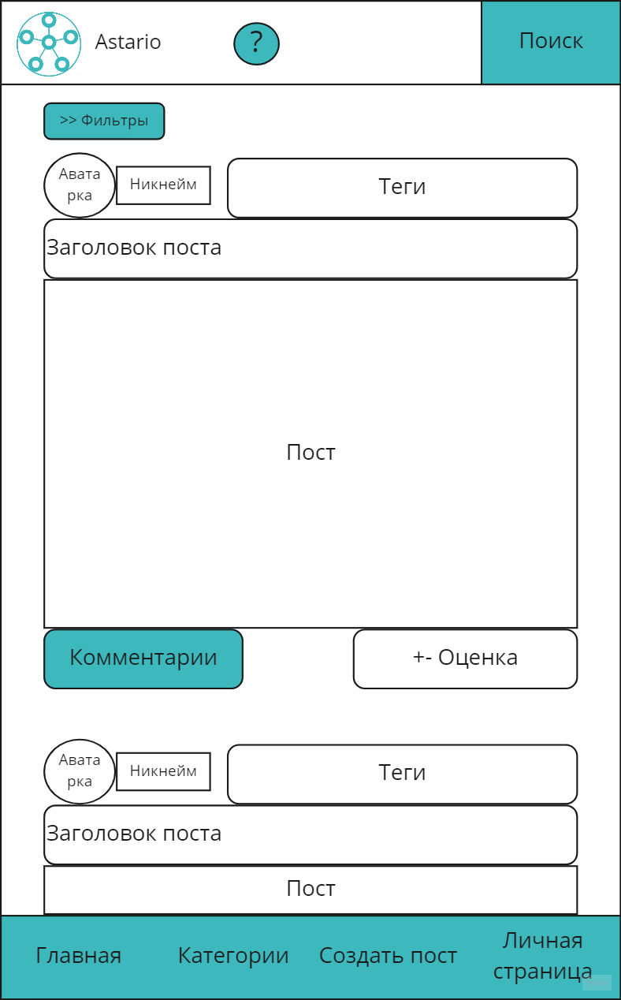 Astario
?
Поиск
>> Фильтры
Авата
рка
Никнейм
Теги
Заголовок поста
Пост
Комментарии
+- Оценка
Авата
рка
Никнейм
Теги
Заголовок поста
Пост
Главная
Категории
Создать пост
Личная
страница